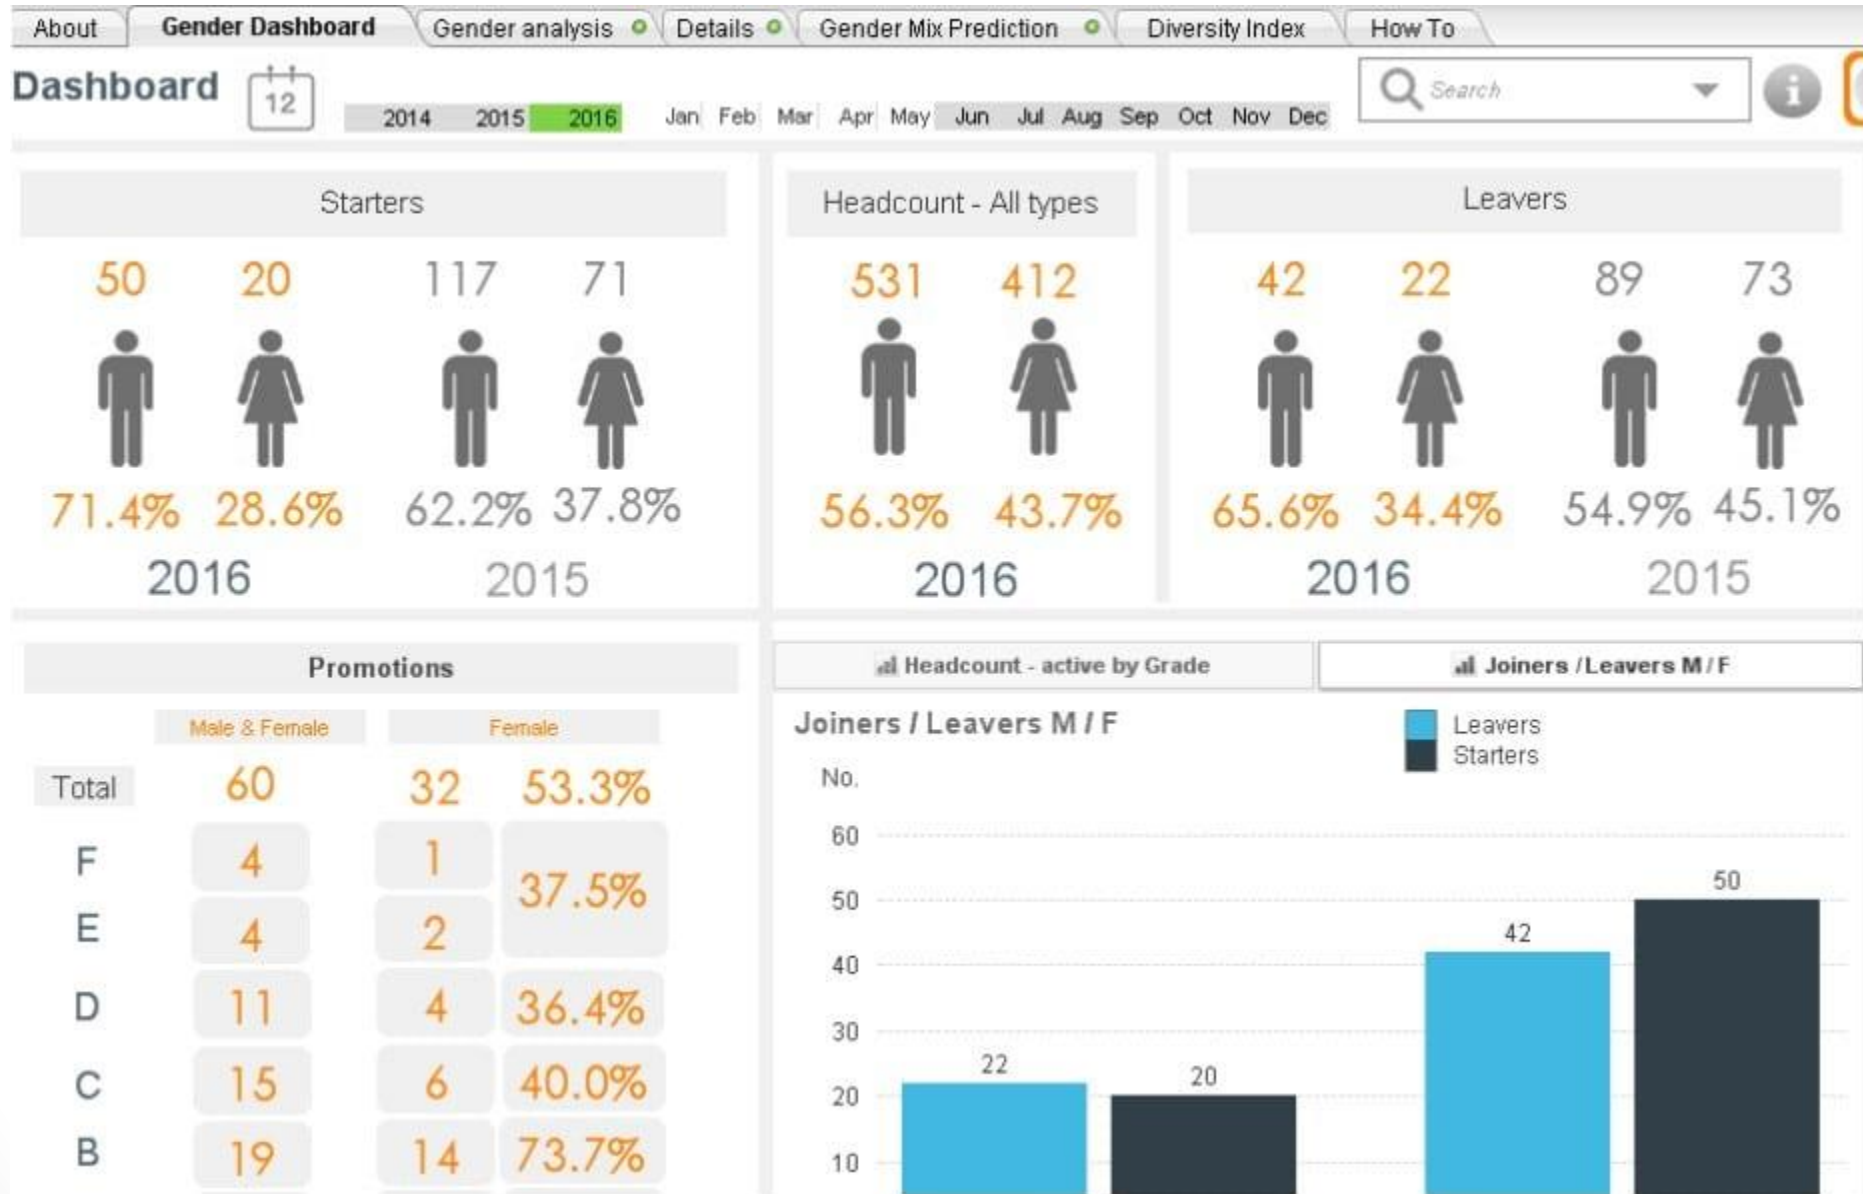 About Gender Dashboard Gender analysis Details Gender Mix Prediction Diversity Index How To
Dashboard 12 2014 2015 2016 Jan Feb Mar Apr May Jun Jul Aug Sep Oct Nov Dec Search i
Starters
50 20 117 71
71.4% 28.6% 62.2% 37.8%
2016 2015
Headcount - All types
531 412
56.3% 43.7%
2016
Leavers
42 22 89 73
65.6% 34.4% 54.9% 45.1%
2016 2015
Promotions
Male & Female Female
Total 60 32 53.3%
F 4 1
37.5%
E 4 2
D 11 4 36.4%
C 15 6 40.0%
B 19 14 73.7%
Headcount - active by Grade Joiners / Leavers M / F
Joiners / Leavers M / F
Leavers
Starters
No.
60
50
40
30
20
10
22
20
42
50